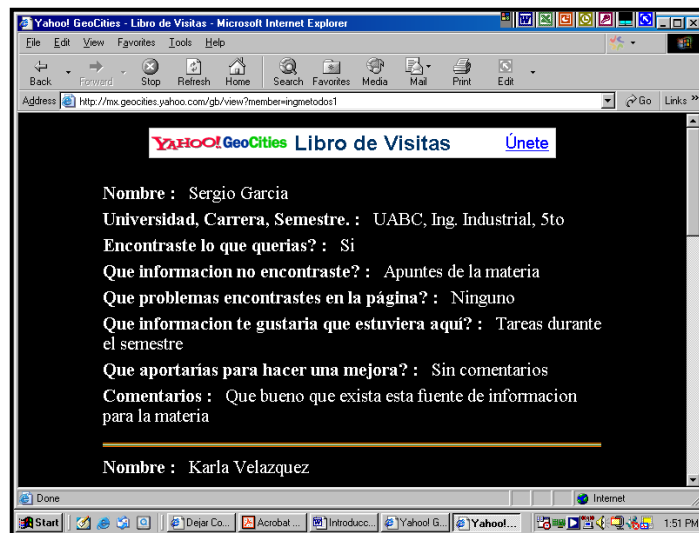 Yahoo! GeoCities - Libro de Visitas - Microsoft Internet Explorer
File Edit View Favorites Tools Help
Back Forward Stop Refresh Home Search Favorites Media Mail Print Edit
Address http://mx.geocities.yahoo.com/gb/view?member=ingmetodos1 Go Links »
YAHOO! GeoCities Libro de Visitas Únete
Nombre : Sergio Garcia
Universidad, Carrera, Semestre. : UABC, Ing. Industrial, 5to
Encontraste lo que querias? : Si
Que informacion no encontraste? : Apuntes de la materia
Que problemas encontrastes en la página? : Ninguno
Que informacion te gustaria que estuviera aquí? : Tareas durante
el semestre
Que aportarías para hacer una mejora? : Sin comentarios
Comentarios : Que bueno que exista esta fuente de informacion
para la materia
Nombre : Karla Velazquez
Done Internet
Start Dejar Co... Acrobat ... Introducc... Yahoo! G... Yahoo!... 1:51 PM